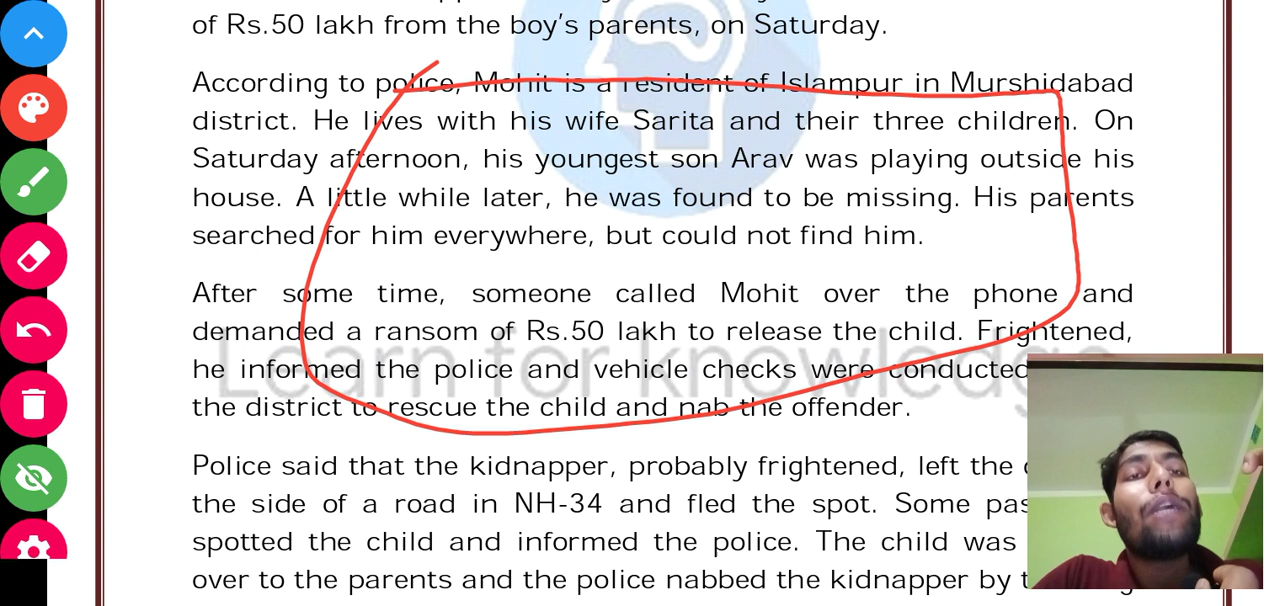 of Rs.50 lakh from the boy's parents, on Saturday.
According to police, Mohit is a resident of Islampur in Murshidabad
district. He lives with his wife Sarita and their three children. On
Saturday afternoon, his youngest son Arav was playing outside his
house. A little while later, he was found to be missing. His parents
searched for him everywhere, but could not find him.
After some time, someone called Mohit over the phone and
demanded a ransom of Rs.50 lakh to release the child. Frightened,
he informed the police and vehicle checks were conducted
the district to rescue the child and nab the offender.
Learn for knowledge
Police said that the kidnapper, probably frightened, left the
the side of a road in NH-34 and fled the spot. Some
spotted the child and informed the police. The child was
over to the parents and the police nabbed the kidnapper by